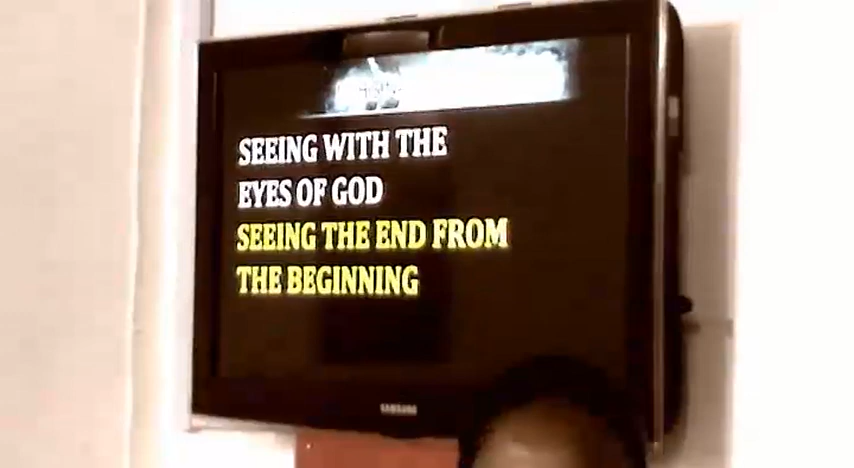 SEEING WITH THE
EYES OF GOD
SEEING THE END FROM
THE BEGINNING
SAMSUNG